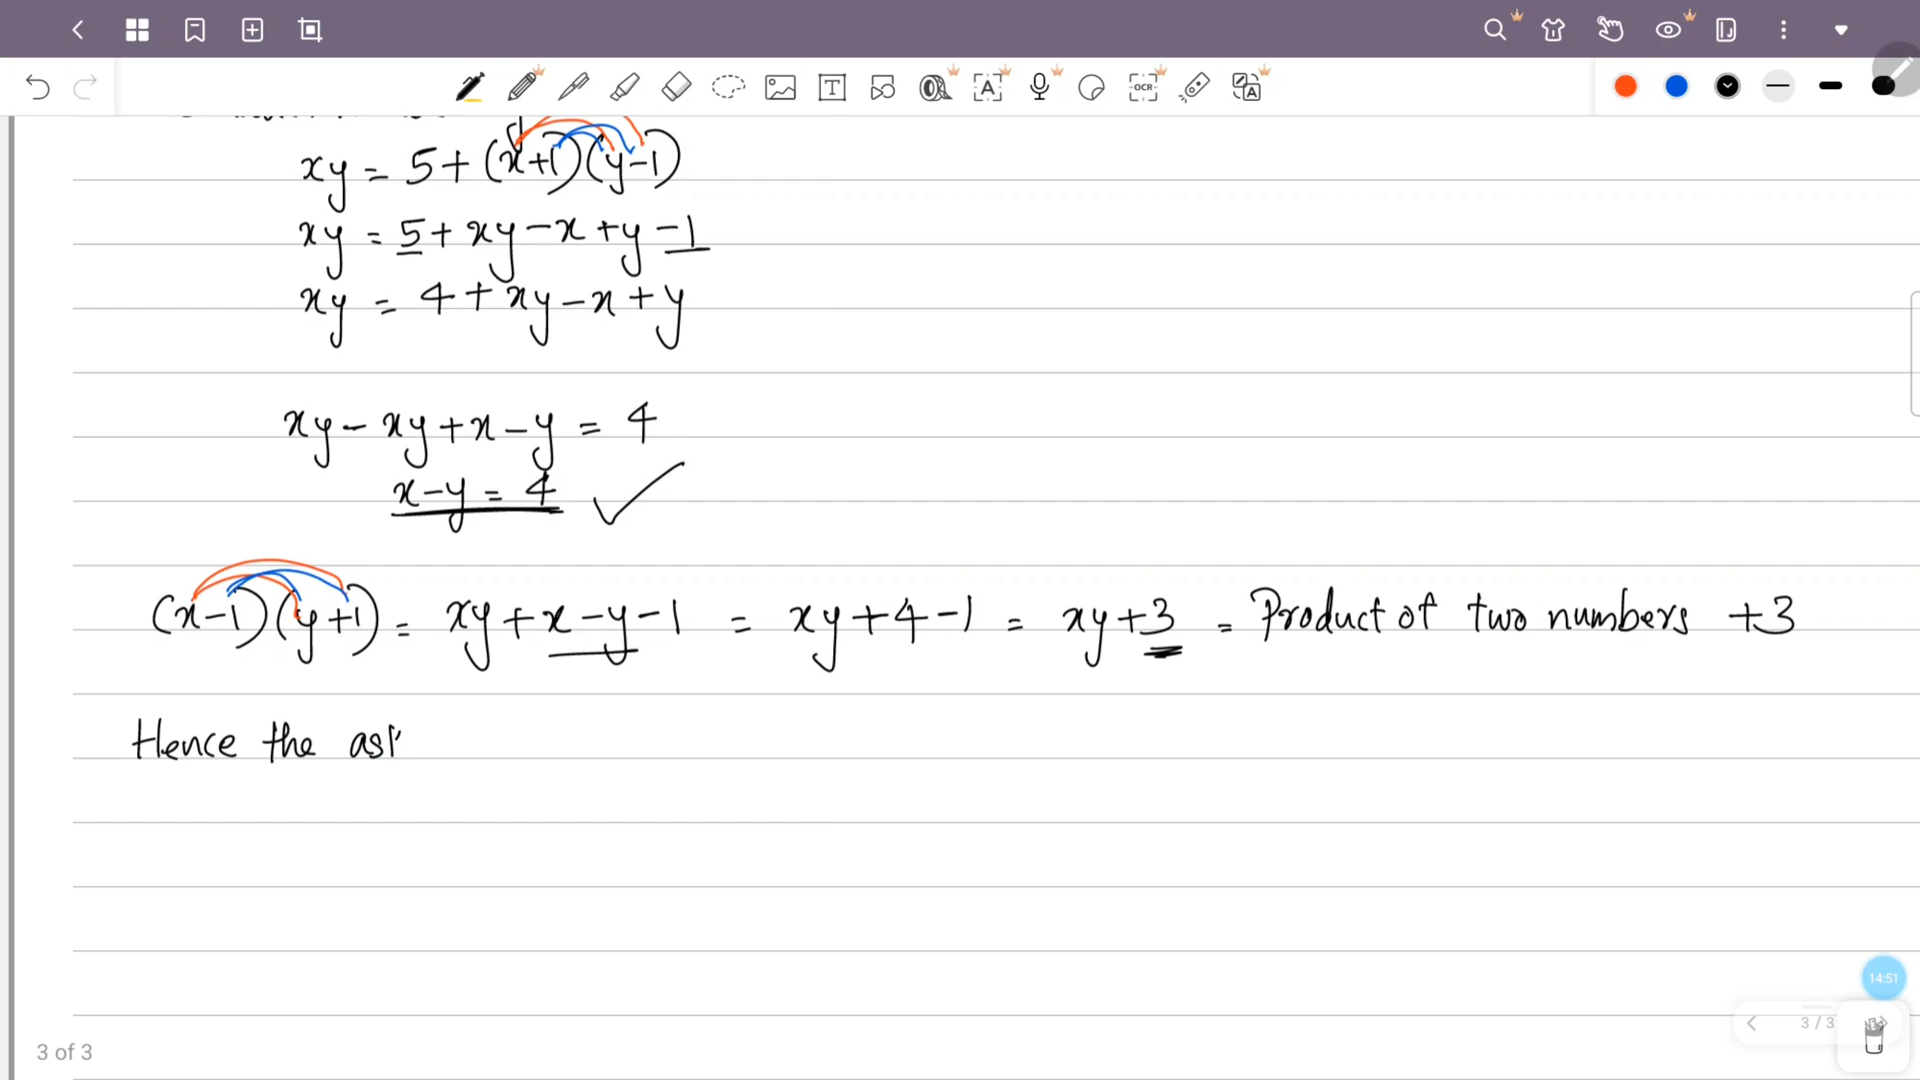 xy = 5 + (x+1)(y-1)
xy = 5 + xy - x + y - 1
xy = 4 + xy - x + y
xy - xy + x - y = 4
x - y = 4 ✓
(x-1)(y+1) = xy + x - y - 1 = xy + 4 - 1 = xy + 3 = Product of two numbers +3
Hence the
14:51
3 / 3
3 of 3